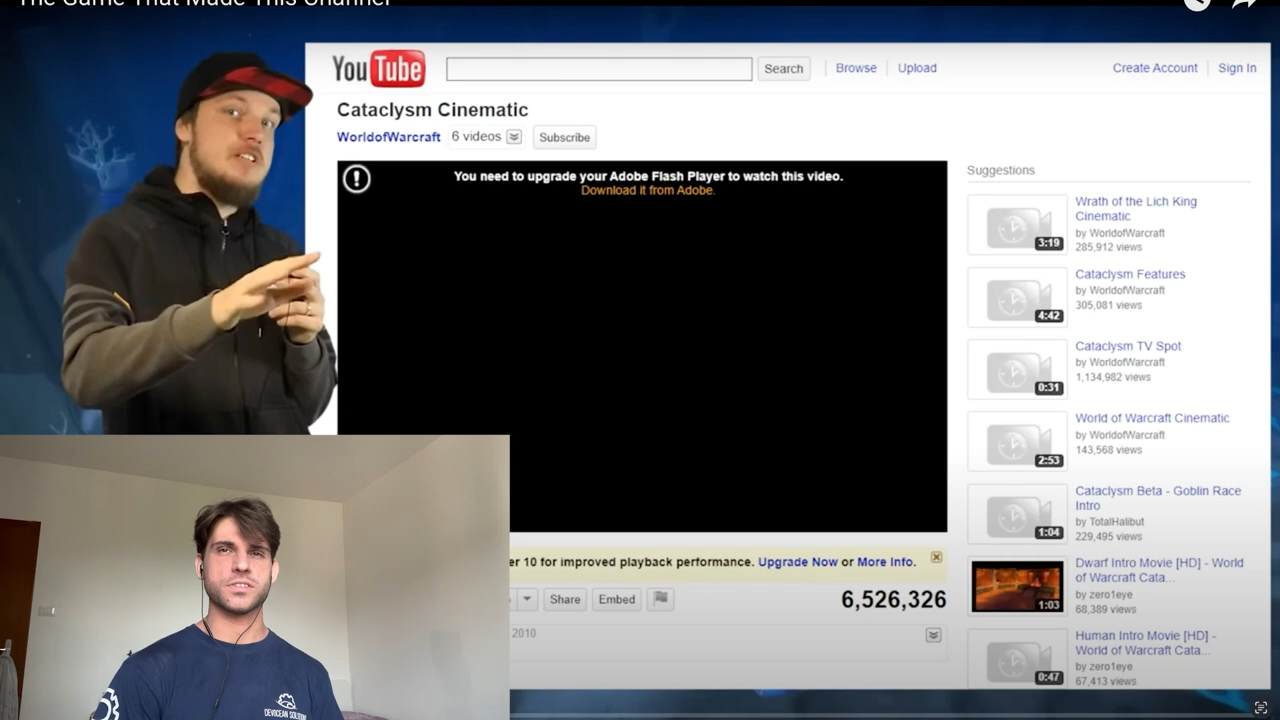 The Game That Made This Channel
YouTube
Search
Browse
Upload
Create Account
Sign In
Cataclysm Cinematic
WorldofWarcraft
6 videos
Subscribe
You need to upgrade your Adobe Flash Player to watch this video.
Download it from Adobe.
er 10 for improved playback performance. Upgrade Now or More Info.
Share
Embed
6,526,326
2010
Suggestions
3:19
Wrath of the Lich King
Cinematic
by WorldofWarcraft
285,912 views
4:42
Cataclysm Features
by WorldofWarcraft
305,081 views
0:31
Cataclysm TV Spot
by WorldofWarcraft
1,134,982 views
2:53
World of Warcraft Cinematic
by WorldofWarcraft
143,568 views
1:04
Cataclysm Beta - Goblin Race
Intro
by TotalHalibut
229,495 views
1:03
Dwarf Intro Movie [HD] - World
of Warcraft Cata...
by zero1eye
68,389 views
0:47
Human Intro Movie [HD] -
World of Warcraft Cata...
by zero1eye
67,413 views
DEVOCEAN